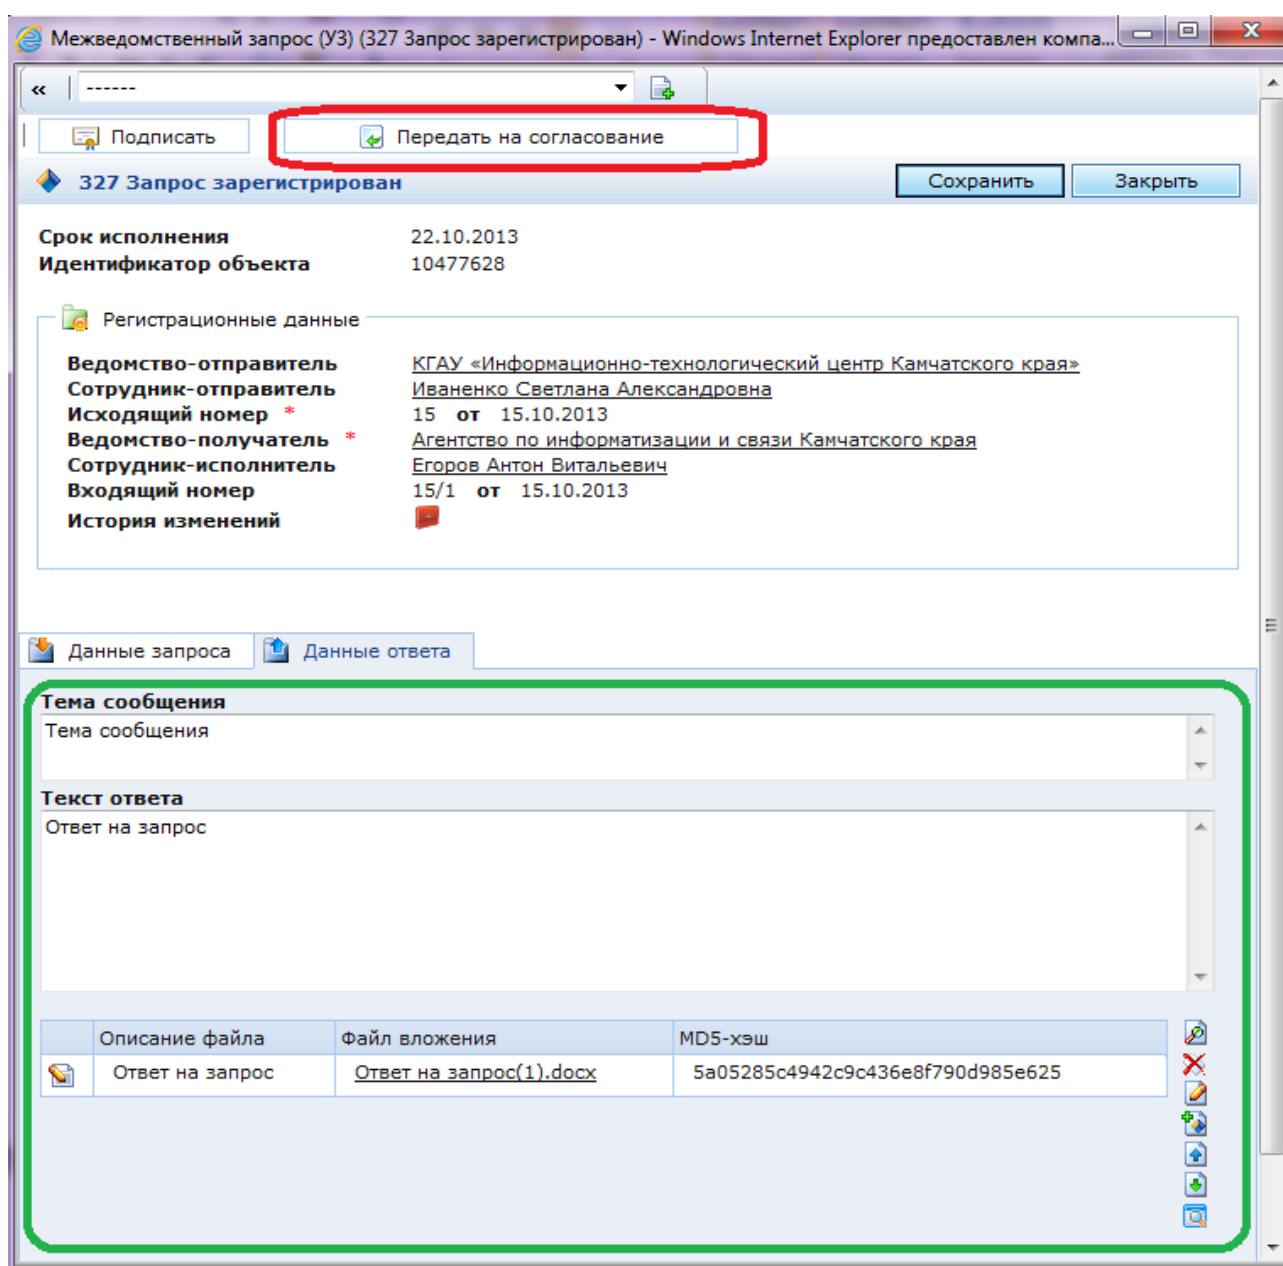 Межведомственный запрос (УЗ) (327 Запрос зарегистрирован) - Windows Internet Explorer предоставлен компа...
« ------
Подписать Передать на согласование
327 Запрос зарегистрирован Сохранить Закрыть
Срок исполнения 22.10.2013
Идентификатор объекта 10477628
Регистрационные данные
Ведомство-отправитель КГАУ «Информационно-технологический центр Камчатского края»
Сотрудник-отправитель Иваненко Светлана Александровна
Исходящий номер * 15 от 15.10.2013
Ведомство-получатель * Агентство по информатизации и связи Камчатского края
Сотрудник-исполнитель Егоров Антон Витальевич
Входящий номер 15/1 от 15.10.2013
История изменений
Данные запроса Данные ответа
Тема сообщения
Тема сообщения
Текст ответа
Ответ на запрос
Описание файла Файл вложения MD5-хэш
Ответ на запрос Ответ на запрос(1).docx 5a05285c4942c9c436e8f790d985e625